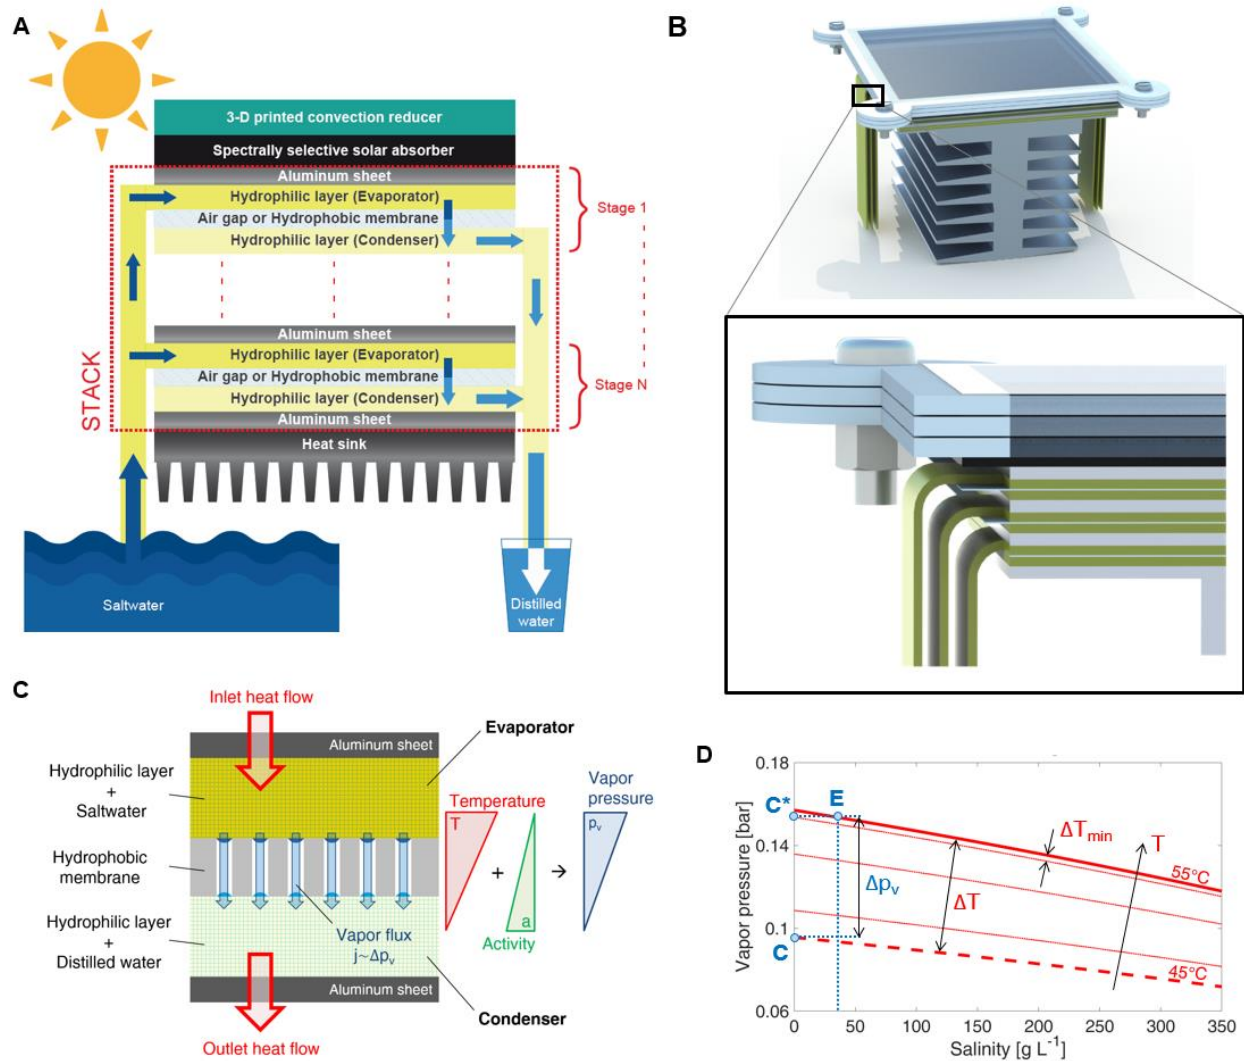 A
3-D printed convection reducer
Spectrally selective solar absorber
Aluminum sheet
Hydrophilic layer (Evaporator)
Air gap or Hydrophobic membrane
Hydrophilic layer (Condenser)
Stage 1
Aluminum sheet
Hydrophilic layer (Evaporator)
Air gap or Hydrophobic membrane
Hydrophilic layer (Condenser)
Aluminum sheet
Stage N
STACK
Heat sink
Saltwater
Distilled
water
B
C
Inlet heat flow
Aluminum sheet
Evaporator
Hydrophilic layer
+
Saltwater
Hydrophobic
membrane
Hydrophilic layer
+
Distilled water
Vapor flux
j~Δpv
Aluminum sheet
Condenser
Outlet heat flow
Temperature
T
+
a
Activity
→
Vapor
pressure
pv
D
Vapor pressure [bar]
0.18
0.14
0.1
0.06
C*
E
C
Δpv
ΔT
ΔTmin
T
55°C
45°C
0 50 100 150 200 250 300 350
Salinity [g L-1]